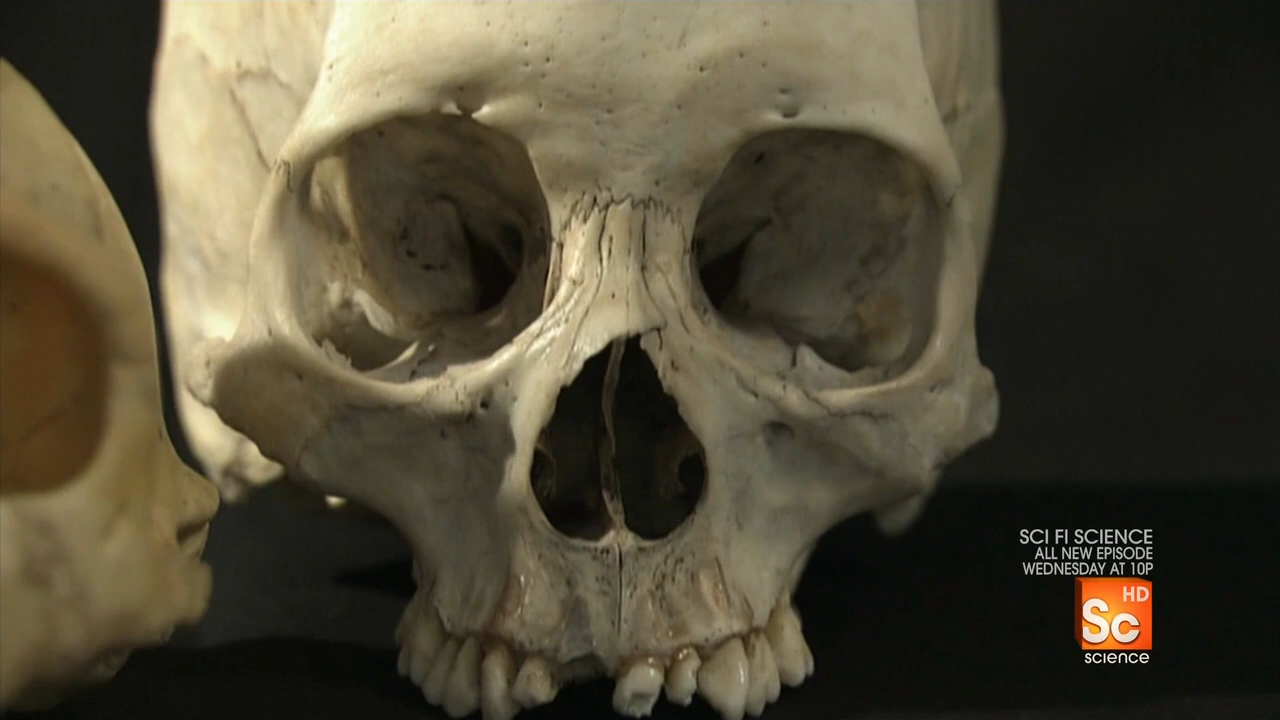 SCI FI SCIENCE
ALL NEW EPISODE
WEDNESDAY AT 10P
HD
Sc
science